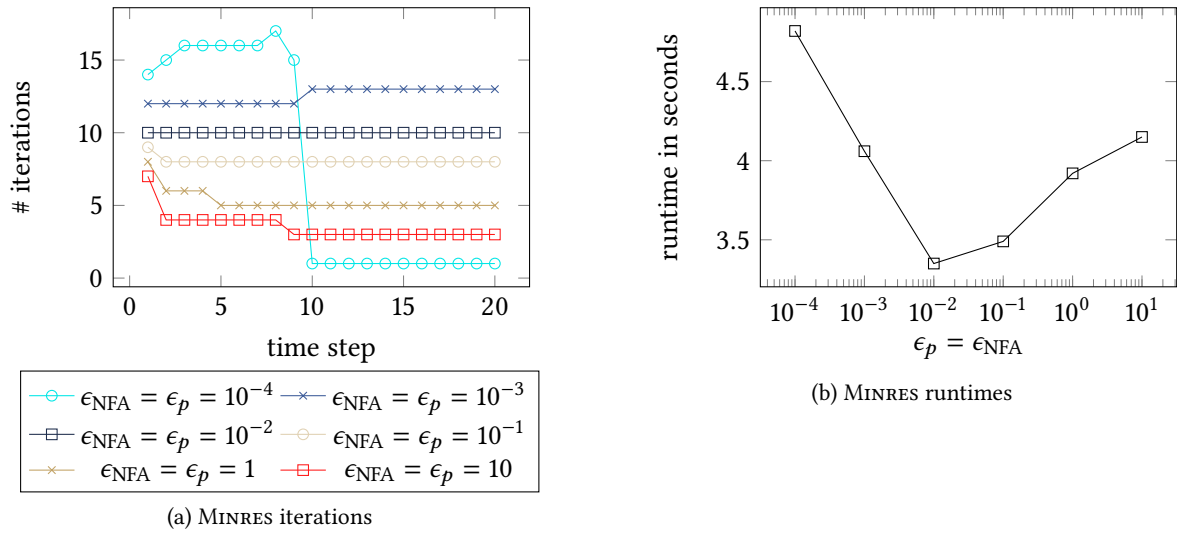 15
10
5
0
# iterations
0 5 10 15 20
time step
ϵNFA = ϵp = 10−4 ϵNFA = ϵp = 10−3
ϵNFA = ϵp = 10−2 ϵNFA = ϵp = 10−1
ϵNFA = ϵp = 1 ϵNFA = ϵp = 10
(a) Minres iterations
4.5
4
3.5
runtime in seconds
10−4 10−3 10−2 10−1 100 101
ϵp = ϵNFA
(b) Minres runtimes